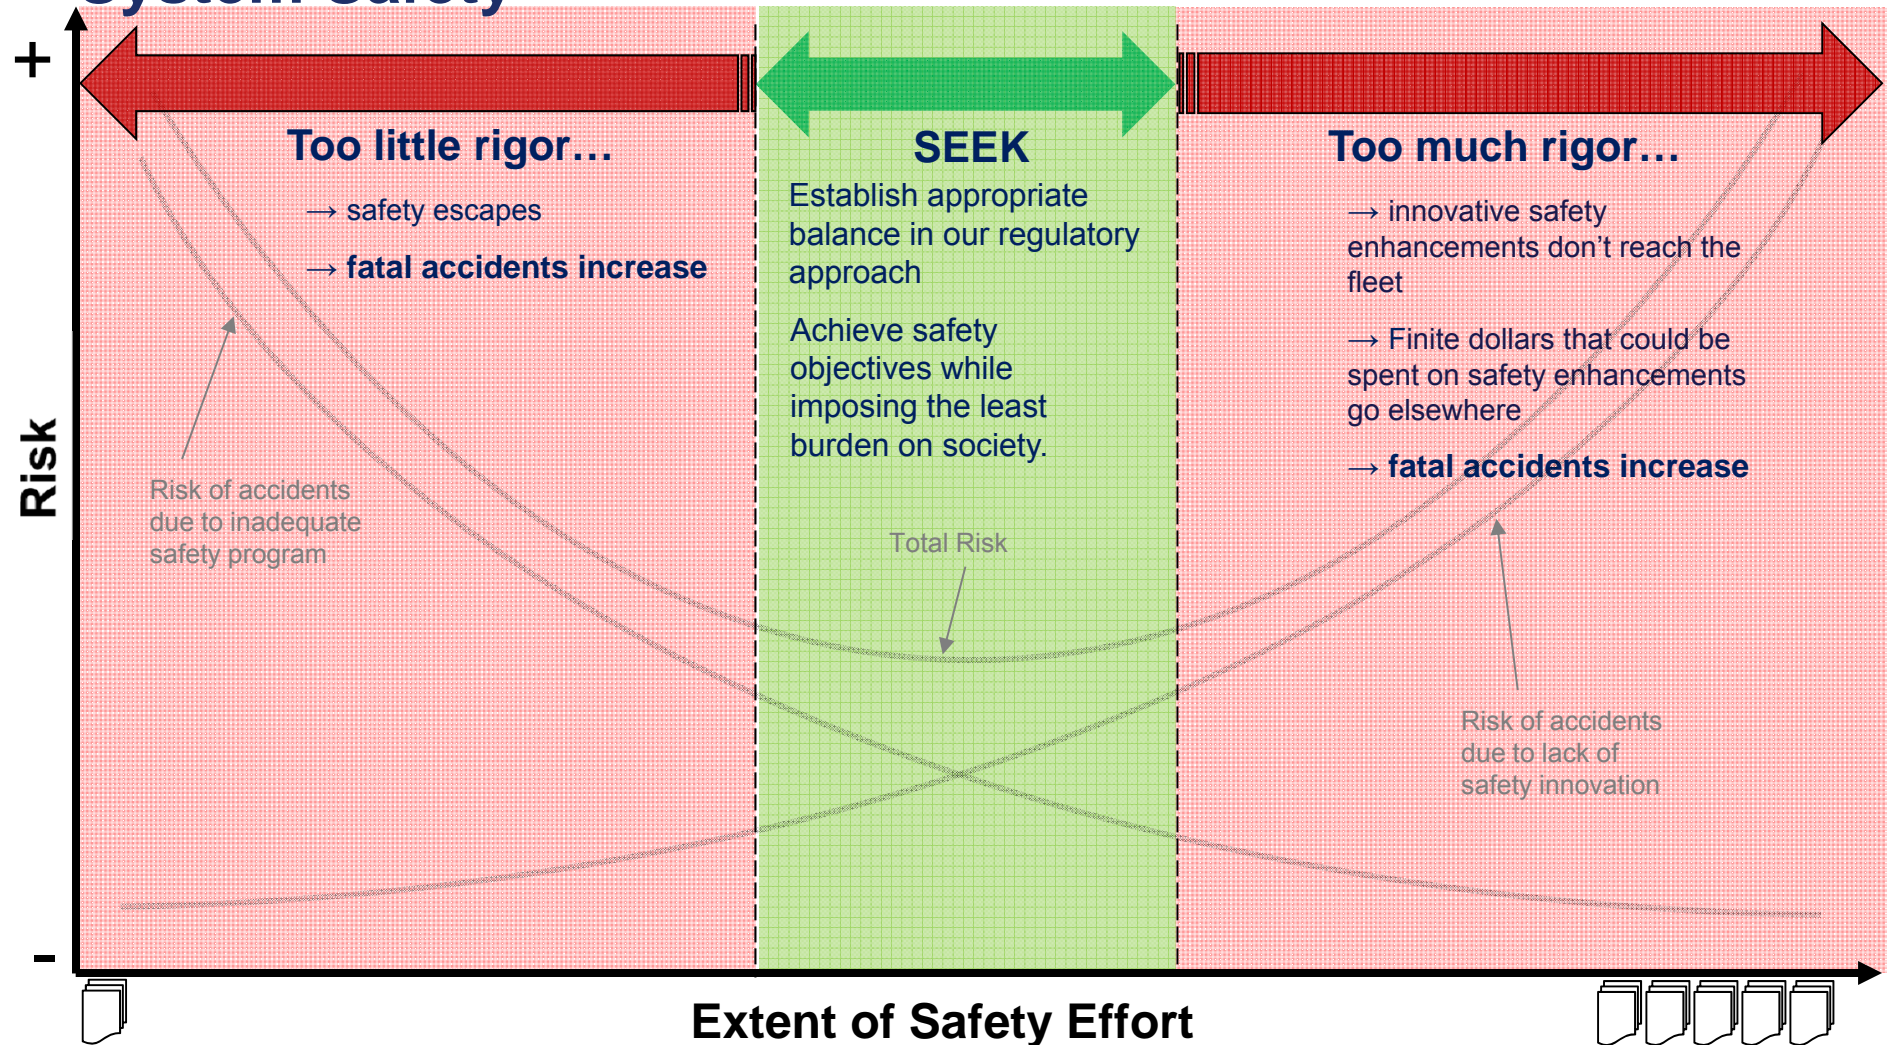 System Safety
+
Too little rigor…
→ safety escapes
→ fatal accidents increase
SEEK
Establish appropriate
balance in our regulatory
approach
Achieve safety
objectives while
imposing the least
burden on society.
Too much rigor…
→ innovative safety
enhancements don’t reach the
fleet
→ Finite dollars that could be
spent on safety enhancements
go elsewhere
→ fatal accidents increase
Risk
Risk of accidents
due to inadequate
safety program
Total Risk
Risk of accidents
due to lack of
safety innovation
-
Extent of Safety Effort